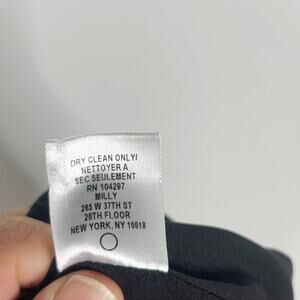 DRY CLEAN ONLY/
NETTOYER A
SEC SEULEMENT
RN 104297
MILLY
265 W 37TH ST
20TH FLOOR
NEW YORK, NY 10018